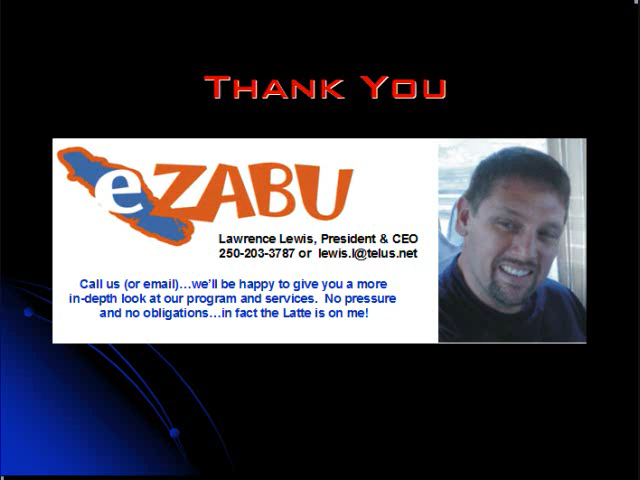 THANK YOU
eZABU
Lawrence Lewis, President & CEO
250-203-3787 or lewis.l@telus.net
Call us (or email)…we'll be happy to give you a more
in-depth look at our program and services. No pressure
and no obligations…in fact the Latte is on me!